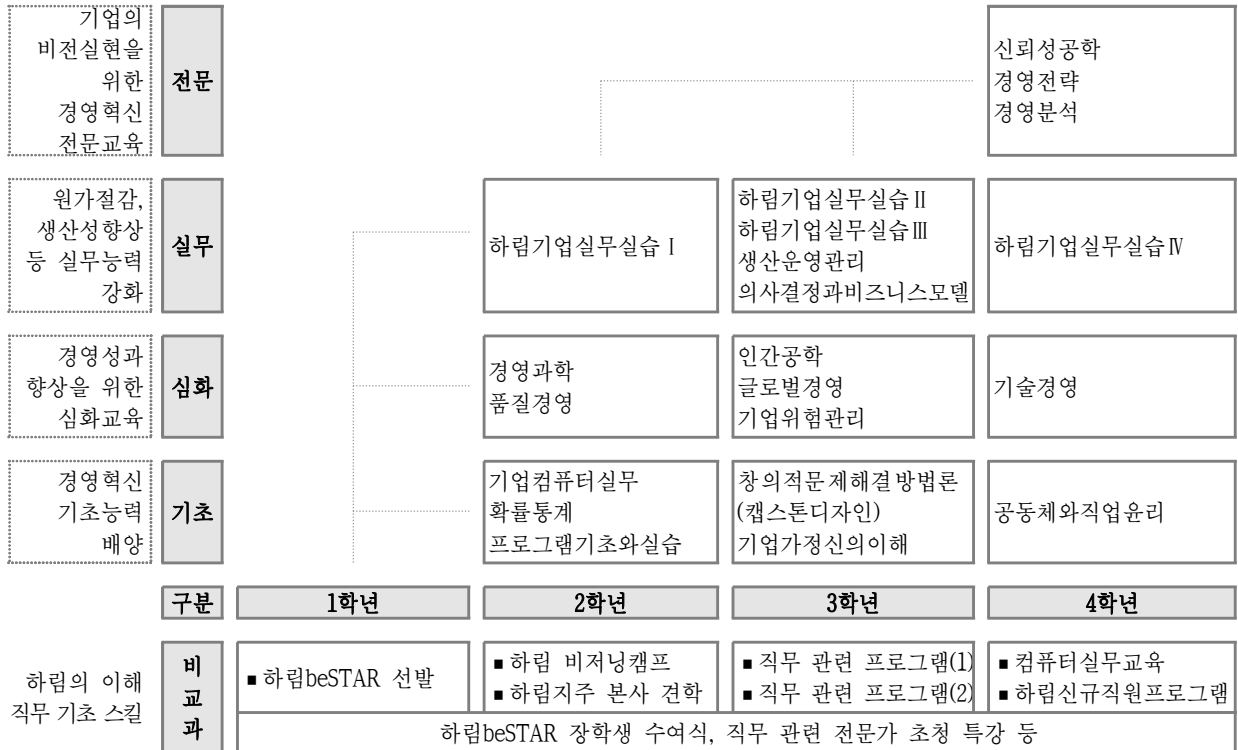 기업의
비전실현을
위한
경영혁신
전문교육
전문
신뢰성공학
경영전략
경영분석
원가절감,
생산성향상
등 실무능력
강화
실무
하림기업실무실습Ⅰ
하림기업실무실습Ⅱ
하림기업실무실습Ⅲ
생산운영관리
의사결정과비즈니스모델
하림기업실무실습Ⅳ
경영성과
향상을 위한
심화교육
심화
경영과학
품질경영
인간공학
글로벌경영
기업위험관리
기술경영
경영혁신
기초능력
배양
기초
기업컴퓨터실무
확률통계
프로그램기초와실습
창의적문제해결방법론
(캡스톤디자인)
기업가정신의이해
공동체와직업윤리
구분
1학년
2학년
3학년
4학년
하림의 이해
직무 기초 스킬
비
교
과
▪하림beSTAR 선발
▪하림 비저닝캠프
▪하림지주 본사 견학
▪직무 관련 프로그램(1)
▪직무 관련 프로그램(2)
▪컴퓨터실무교육
▪하림신규직원프로그램
하림beSTAR 장학생 수여식, 직무 관련 전문가 초청 특강 등